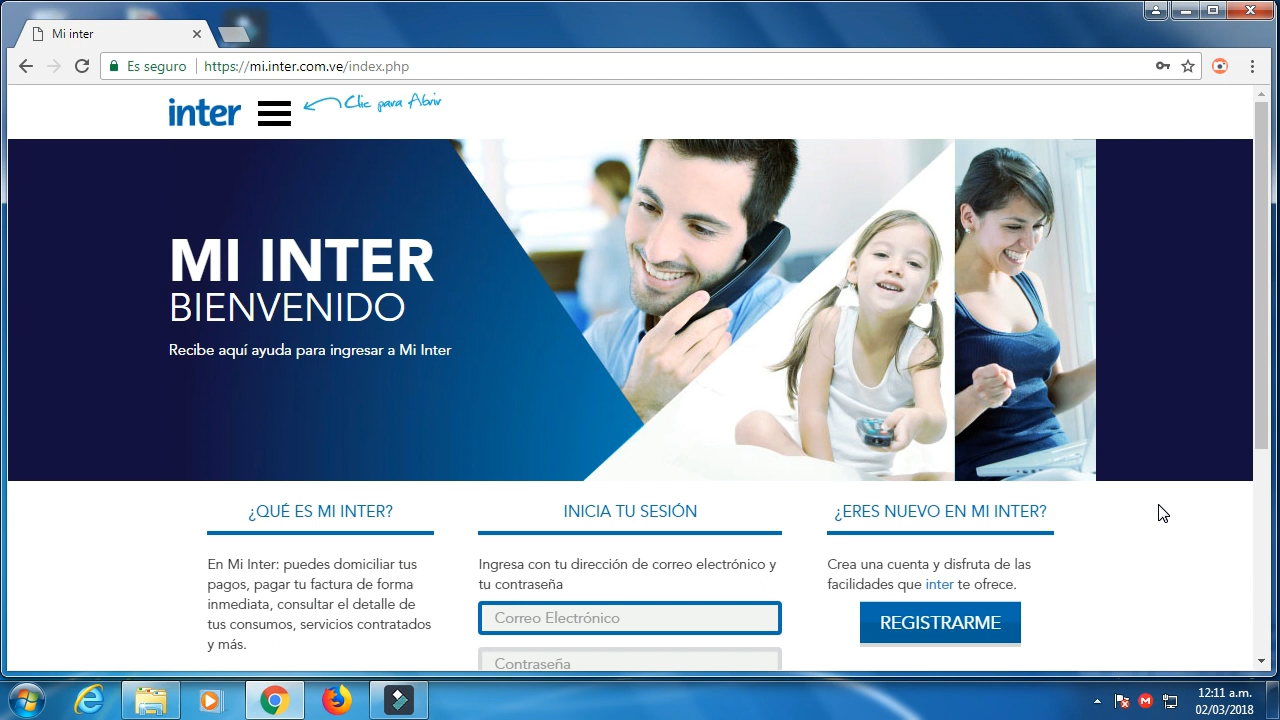 Mi inter
Es seguro
https://mi.inter.com.ve/index.php
inter
Clic para Abrir
MI INTER
BIENVENIDO
Recibe aquí ayuda para ingresar a Mi Inter
¿QUÉ ES MI INTER?
En Mi Inter: puedes domiciliar tus
pagos, pagar tu factura de forma
inmediata, consultar el detalle de
tus consumos, servicios contratados
y más.
INICIA TU SESIÓN
Ingresa con tu dirección de correo electrónico y
tu contraseña
Correo Electrónico
Contraseña
¿ERES NUEVO EN MI INTER?
Crea una cuenta y disfruta de las
facilidades que inter te ofrece.
REGISTRARME
12:11 a.m.
02/03/2018